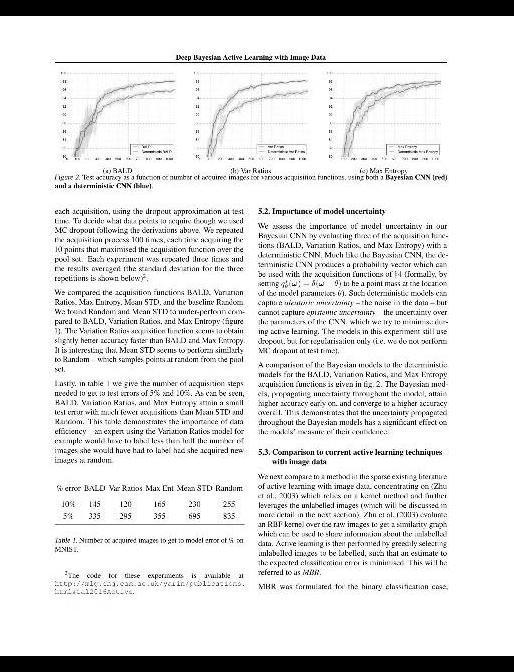 Deep Bayesian Active Learning with Image Data
(a) BALD
(b) Var Ratios
(c) Max Entropy
Figure 2. Test accuracy as a function of number of acquired images for various acquisition functions, using both a Bayesian CNN (red)
and a deterministic CNN (blue).
each acquisition, using the dropout approximation at test
time. To decide what data points to acquire though we used
MC dropout following the derivations above. We repeated
the acquisition process 100 times, each time acquiring the
10 points that maximised the acquisition function over the
pool set. Each experiment was repeated three times and
the results averaged (the standard deviation for the three
repetitions is shown below)2.
We compared the acquisition functions BALD, Variation
Ratios, Max Entropy, Mean STD, and the baseline Random.
We found Random and Mean STD to under-perform com-
pared to BALD, Variation Ratios, and Max Entropy (figure
1). The Variation Ratios acquisition function seems to obtain
slightly better accuracy faster than BALD and Max Entropy.
It is interesting that Mean STD seems to perform similarly
to Random – which samples points at random from the pool
set.
Lastly, in table 1 we give the number of acquisition steps
needed to get to test errors of 5% and 10%. As can be seen,
BALD, Variation Ratios, and Max Entropy attain a small
test error with much fewer acquisitions than Mean STD and
Random. This table demonstrates the importance of data
efficiency – an expert using the Variation Ratios model for
example would have to label less than half the number of
images she would have had to label had she acquired new
images at random.
% error BALD Var Ratios Max Ent Mean STD Random
10% 145 120 165 230 255
5% 335 295 355 695 835
Table 1. Number of acquired images to get to model error of % on
MNIST.
2The code for these experiments is available at
http://mlg.eng.cam.ac.uk/yarin/publications.
html#Gal2016Active.
5.2. Importance of model uncertainty
We assess the importance of model uncertainty in our
Bayesian CNN by evaluating three of the acquisition func-
tions (BALD, Variation Ratios, and Max Entropy) with a
deterministic CNN. Much like the Bayesian CNN, the de-
terministic CNN produces a probability vector which can
be used with the acquisition functions of §4 (formally, by
setting q*θ(ω) = δ(ω − θ) to be a point mass at the location
of the model parameters θ). Such deterministic models can
capture aleatoric uncertainty – the noise in the data – but
cannot capture epistemic uncertainty – the uncertainty over
the parameters of the CNN, which we try to minimise dur-
ing active learning. The models in this experiment still use
dropout, but for regularisation only (i.e. we do not perform
MC dropout at test time).
A comparison of the Bayesian models to the deterministic
models for the BALD, Variation Ratios, and Max Entropy
acquisition functions is given in fig. 2. The Bayesian mod-
els, propagating uncertainty throughout the model, attain
higher accuracy early on, and converge to a higher accuracy
overall. This demonstrates that the uncertainty propagated
throughout the Bayesian models has a significant effect on
the models' measure of their confidence.
5.3. Comparison to current active learning techniques
with image data
We next compare to a method in the sparse existing literature
of active learning with image data, concentrating on (Zhu
et al., 2003) which relies on a kernel method and further
leverages the unlabelled images (which will be discussed in
more detail in the next section). Zhu et al. (2003) evaluate
an RBF kernel over the raw images to get a similarity graph
which can be used to share information about the unlabelled
data. Active learning is then performed by greedily selecting
unlabelled images to be labelled, such that an estimate to
the expected classification error is minimised. This will be
referred to as MBR.
MBR was formulated for the binary classification case,